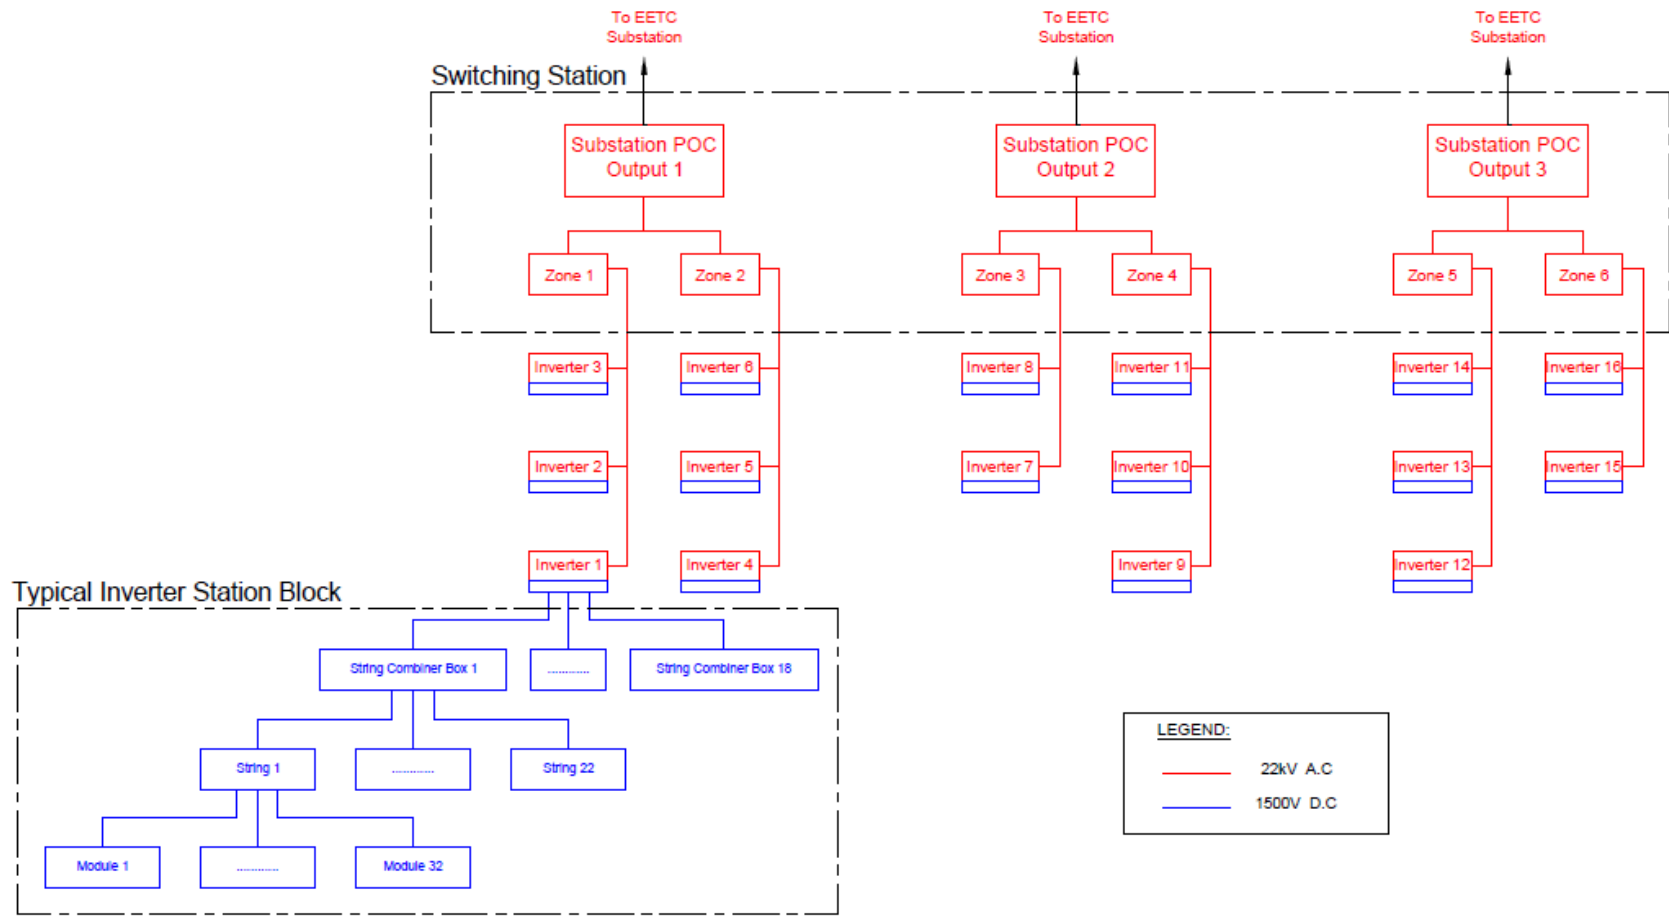 To EETC
Substation
To EETC
Substation
To EETC
Substation
Switching Station
Substation POC
Output 1
Substation POC
Output 2
Substation POC
Output 3
Zone 1
Zone 2
Zone 3
Zone 4
Zone 5
Zone 6
Inverter 3
Inverter 6
Inverter 8
Inverter 11
Inverter 14
Inverter 16
Inverter 2
Inverter 5
Inverter 7
Inverter 10
Inverter 13
Inverter 15
Inverter 1
Inverter 4
Inverter 9
Inverter 12
Typical Inverter Station Block
String Combiner Box 1
.............
String Combiner Box 18
String 1
.............
String 22
Module 1
.............
Module 32
LEGEND:
22kV A.C
1500V D.C